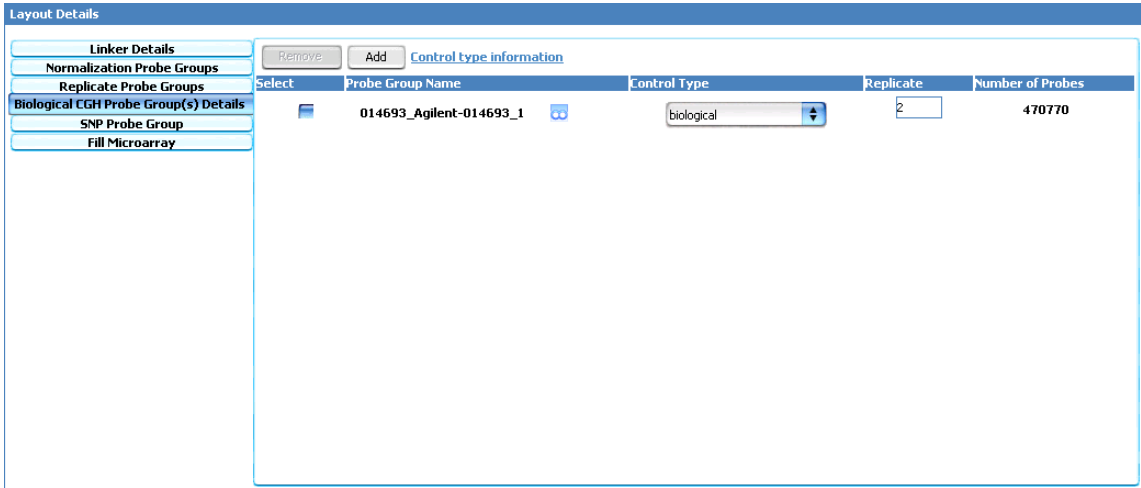 Layout Details
Linker Details
Normalization Probe Groups
Replicate Probe Groups
Biological CGH Probe Group(s) Details
SNP Probe Group
Fill Microarray
Remove Add Control type information
Select Probe Group Name Control Type Replicate Number of Probes
014693_Agilent-014693_1 biological 2 470770